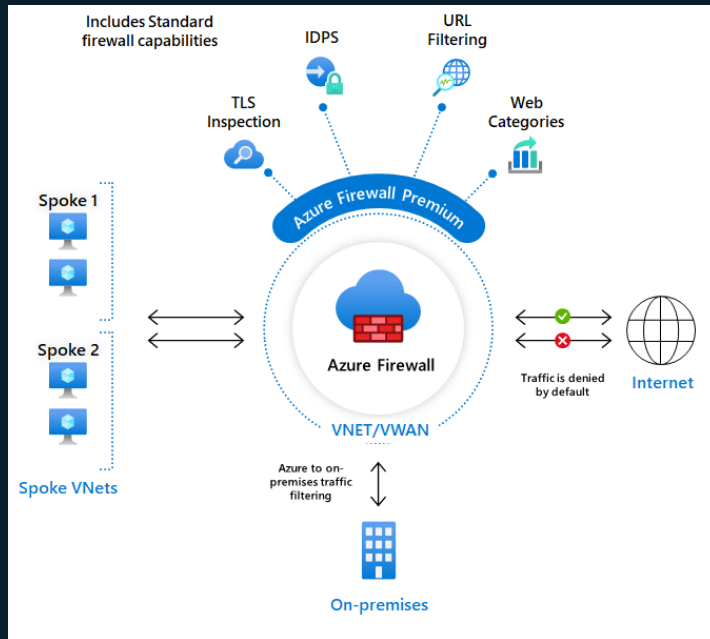 Includes Standard
firewall capabilities
IDPS
URL
Filtering
TLS
Inspection
Web
Categories
Azure Firewall Premium
Spoke 1
Spoke 2
Spoke VNets
Azure Firewall
VNET/VWAN
Traffic is denied
by default
Internet
Azure to on-
premises traffic
filtering
On-premises